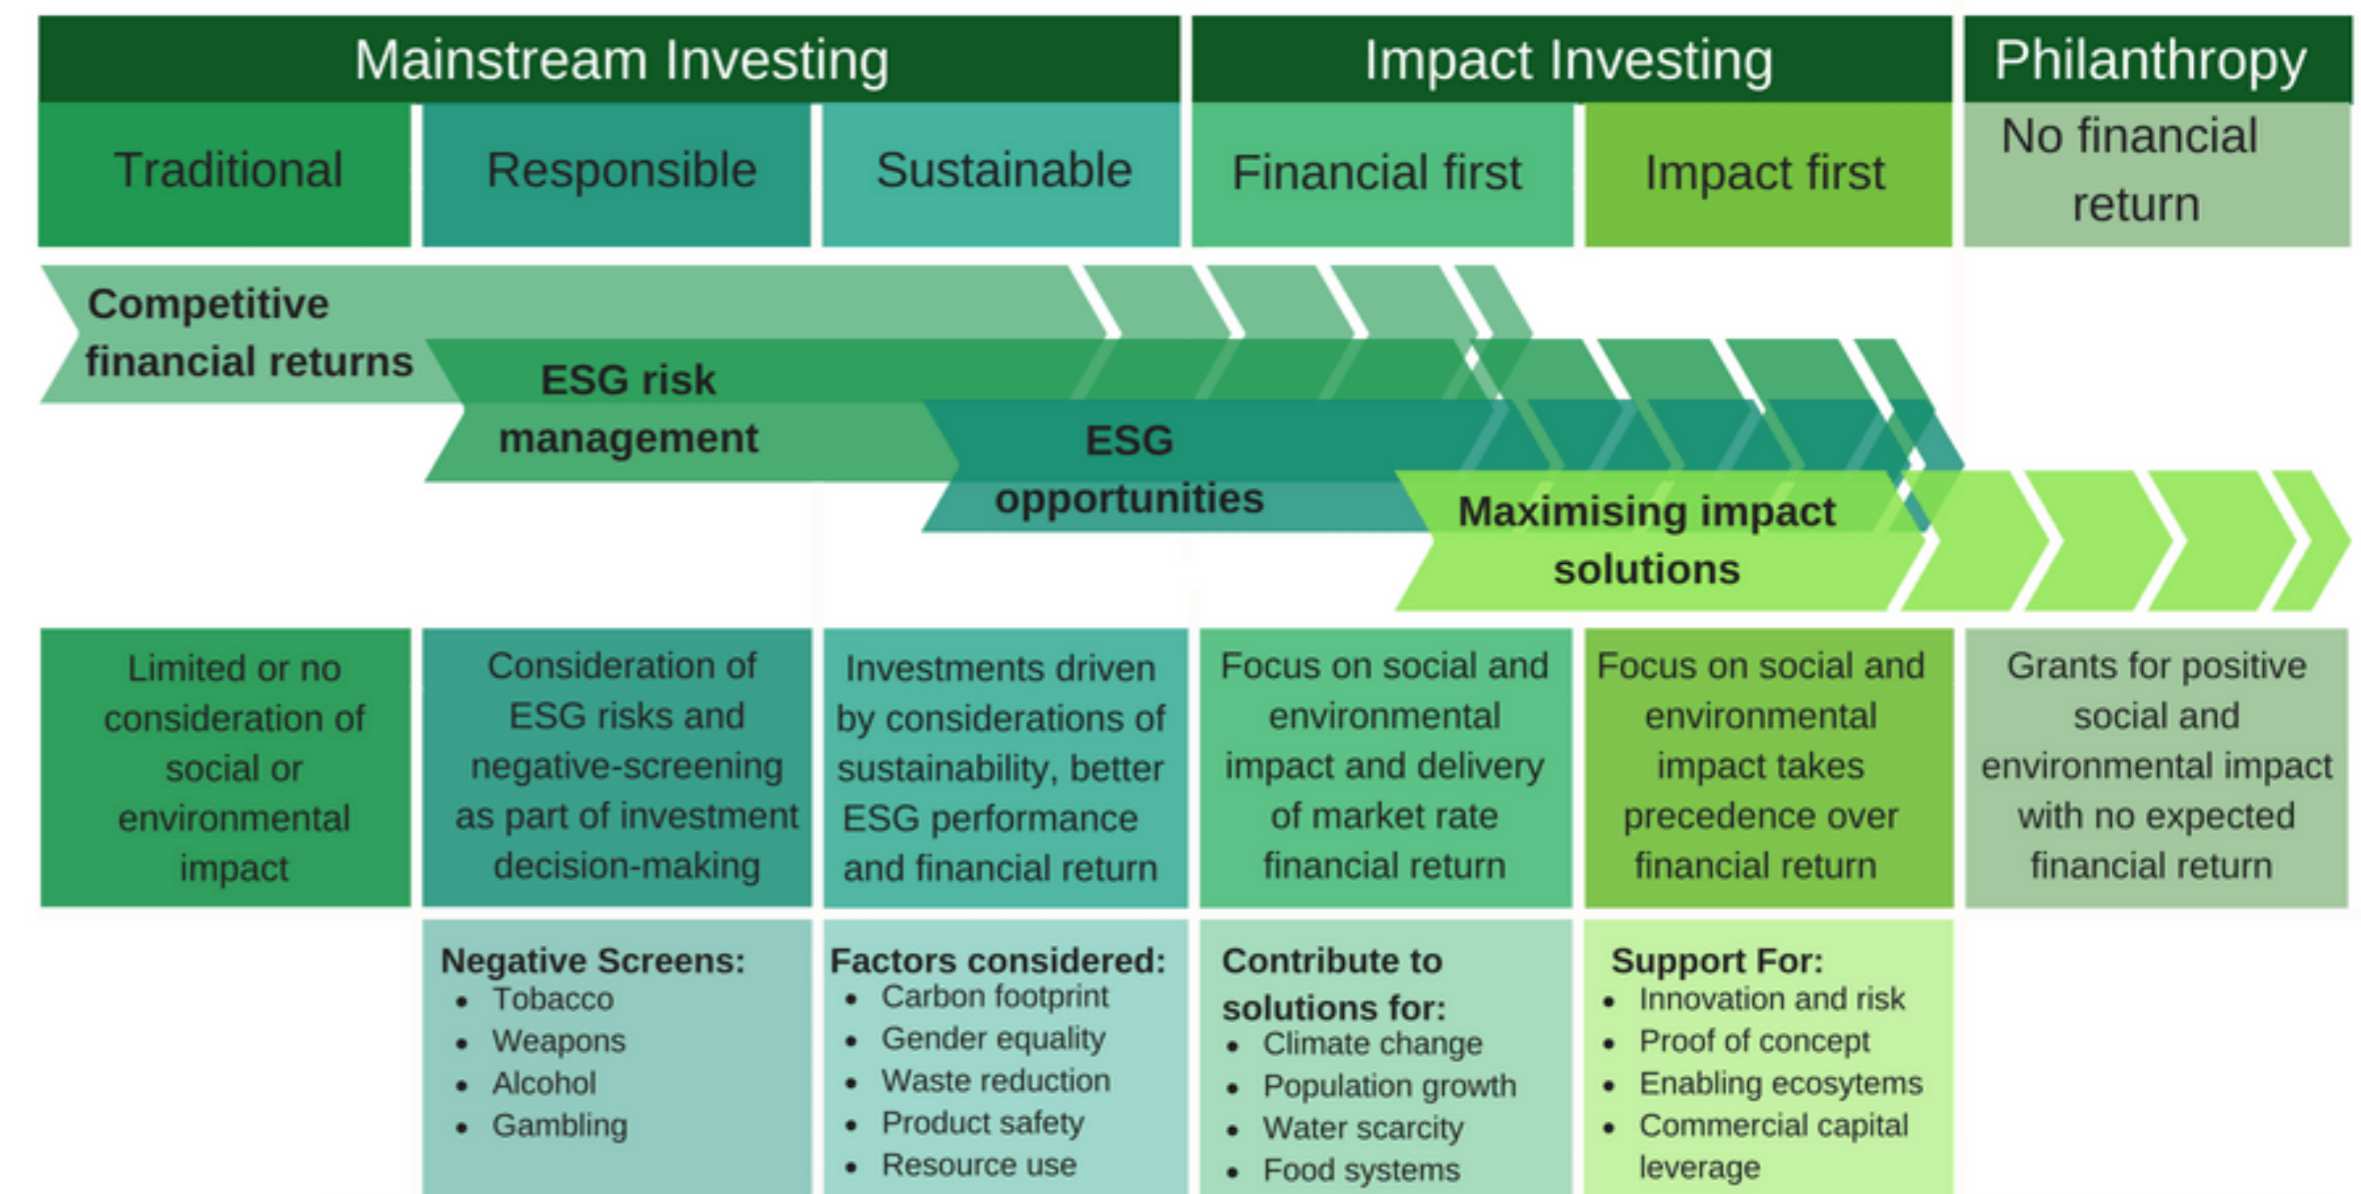 Mainstream Investing
Impact Investing
Philanthropy
Traditional
Responsible
Sustainable
Financial first
Impact first
No financial
return
Competitive
financial returns
ESG risk
management
ESG
opportunities
Maximising impact
solutions
Limited or no
consideration of
social or
environmental
impact
Consideration of
ESG risks and
negative-screening
as part of investment
decision-making
Investments driven
by considerations of
sustainability, better
ESG performance
and financial return
Focus on social and
environmental
impact and delivery
of market rate
financial return
Focus on social and
environmental
impact takes
precedence over
financial return
Grants for positive
social and
environmental impact
with no expected
financial return
Negative Screens:
• Tobacco
• Weapons
• Alcohol
• Gambling
Factors considered:
• Carbon footprint
• Gender equality
• Waste reduction
• Product safety
• Resource use
Contribute to
solutions for:
• Climate change
• Population growth
• Water scarcity
• Food systems
Support For:
• Innovation and risk
• Proof of concept
• Enabling ecosytems
• Commercial capital
leverage